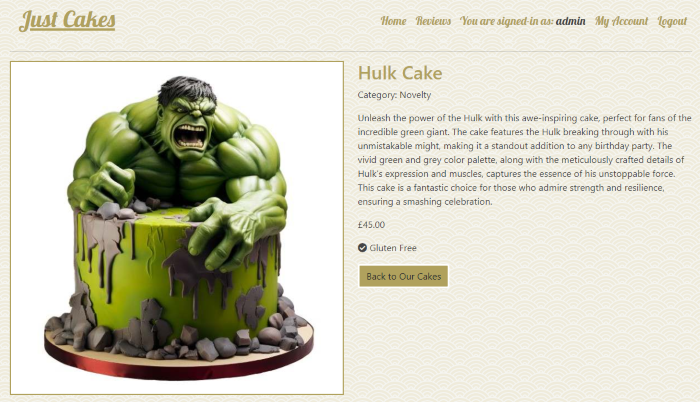 Just Cakes
Home Reviews You are signed-in as: admin My Account Logout
Hulk Cake
Category: Novelty
Unleash the power of the Hulk with this awe-inspiring cake, perfect for fans of the
incredible green giant. The cake features the Hulk breaking through with his
unmistakable might, making it a standout addition to any birthday party. The
vivid green and grey color palette, along with the meticulously crafted details of
Hulk's expression and muscles, captures the essence of his unstoppable force.
This cake is a fantastic choice for those who admire strength and resilience,
ensuring a smashing celebration.
£45.00
Gluten Free
Back to Our Cakes